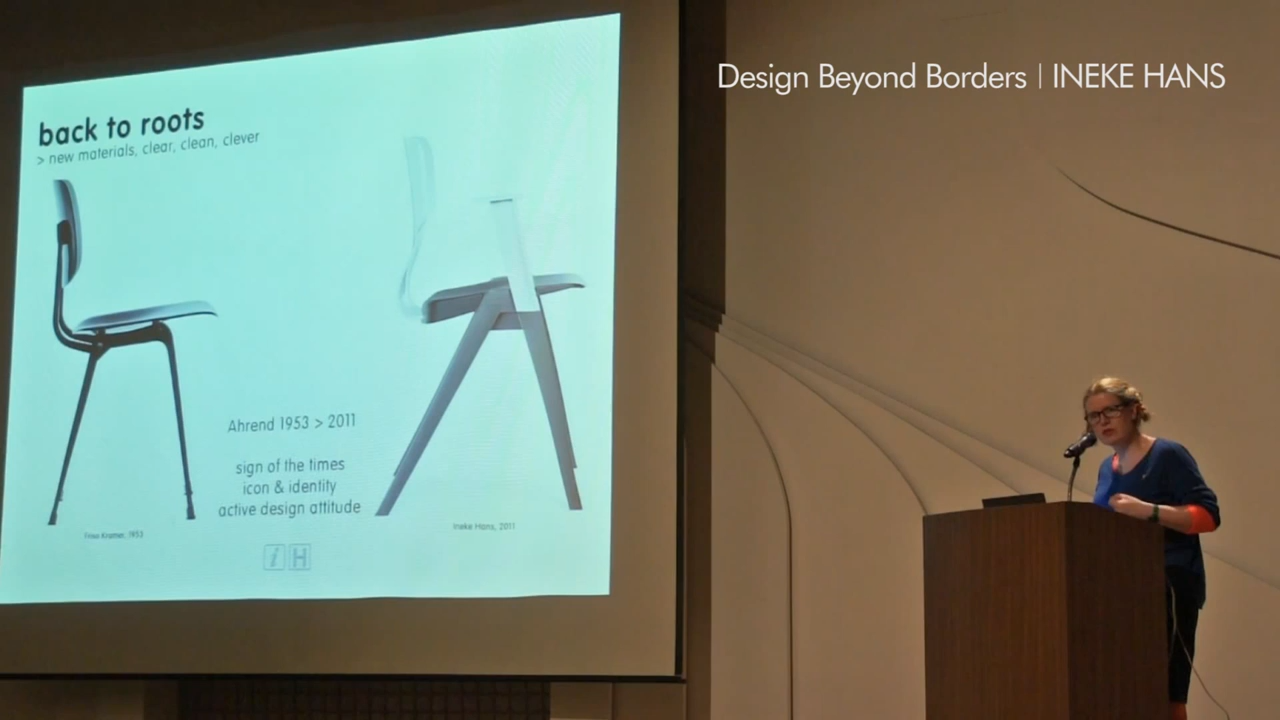 Design Beyond Borders | INEKE HANS
back to roots
> new materials, clear, clean, clever
Ahrend 1953 > 2011
sign of the times
icon & identity
active design attitude
Friso Kramer, 1953
Ineke Hans, 2011
i H